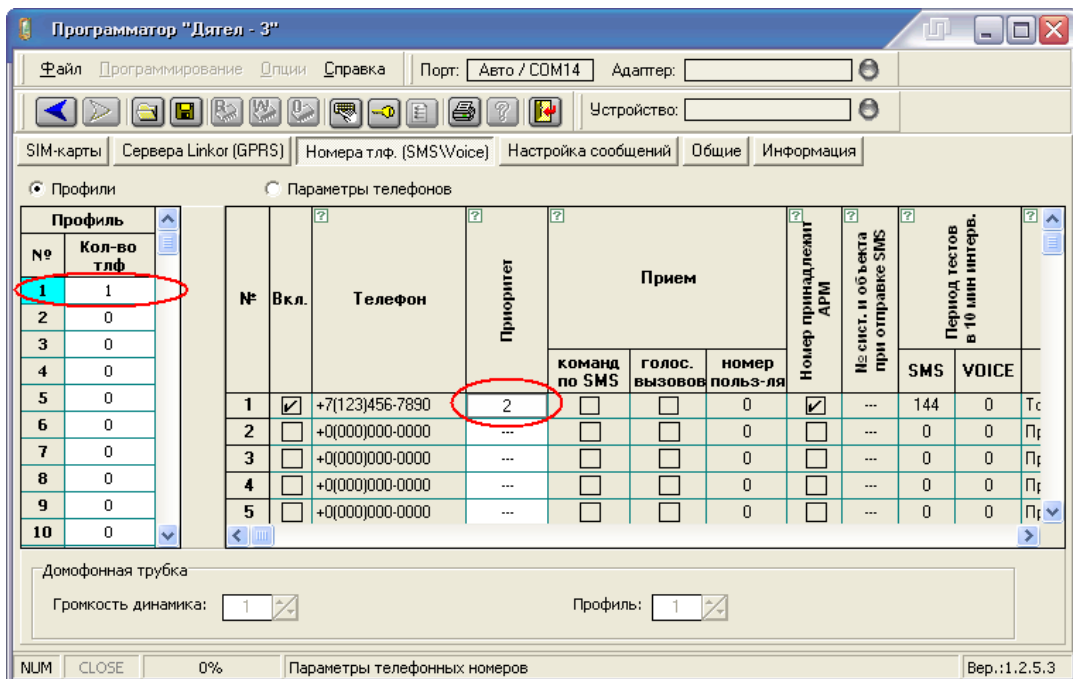 Программатор "Дятел - 3"
Файл Программирование Опции Справка Порт: Авто / COM14 Адаптер:
Устройство:
SIM-карты Сервера Linkor (GPRS) Номера тлф. (SMS\Voice) Настройка сообщений Общие Информация
Профили Параметры телефонов
Профиль
№ Кол-во тлф
1 1
2 0
3 0
4 0
5 0
6 0
7 0
8 0
9 0
10 0
№ Вкл. Телефон Приоритет Прием Номер принадлежит АРМ № сист. и объекта при отправке SMS Период тестов в 10 мин интерв.
команд по SMS голос. вызовов номер польз-ля SMS VOICE
1 +7(123)456-7890 2 0 --- 144 0
2 +0(000)000-0000 --- 0 --- 0 0 
3 +0(000)000-0000 --- 0 --- 0 0
4 +0(000)000-0000 --- 0 --- 0 0
5 +0(000)000-0000 --- 0 --- 0 0
Домофонная трубка
Громкость динамика: 1 Профиль: 1
NUM CLOSE 0% Параметры телефонных номеров Вер.:1.2.5.3